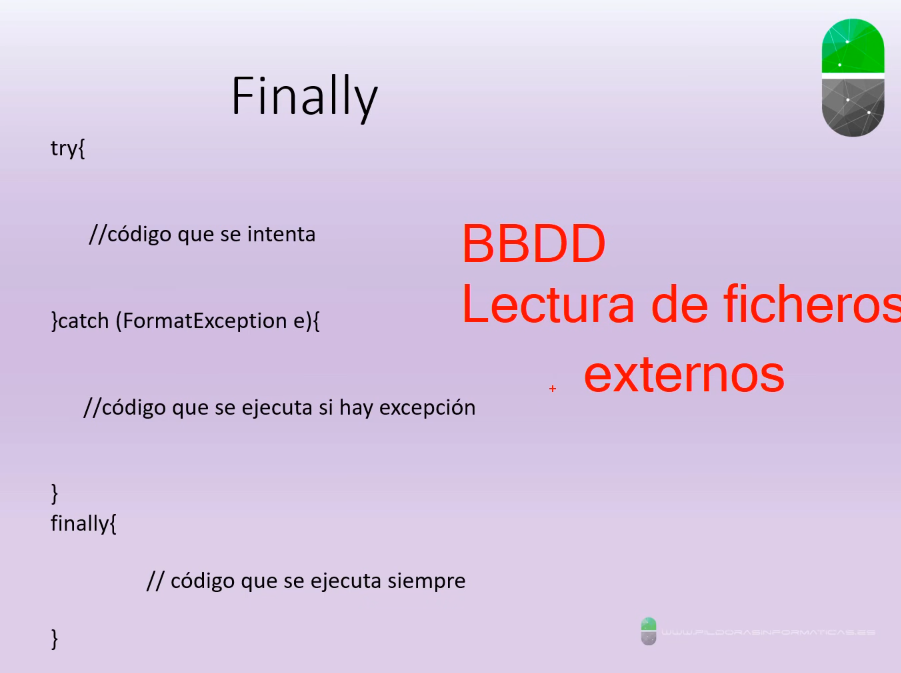 Finally
try{
//código que se intenta
}catch (FormatException e){
//código que se ejecuta si hay excepción
}
finally{
// código que se ejecuta siempre
}
BBDD
Lectura de ficheros
externos
WWW.PILDORASINFORMATICAS.ES